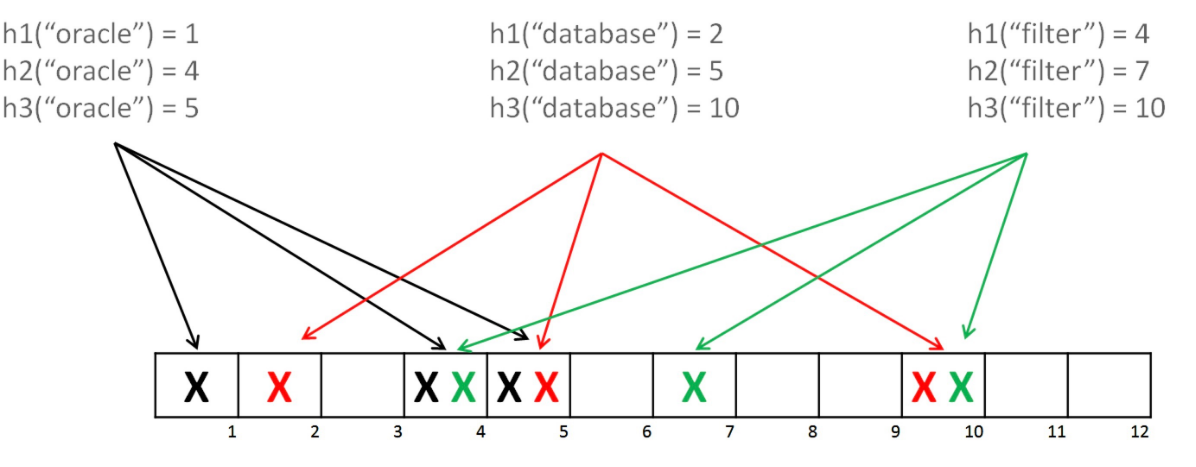 h1(“oracle”) = 1
h2(“oracle”) = 4
h3(“oracle”) = 5
h1(“database”) = 2
h2(“database”) = 5
h3(“database”) = 10
h1(“filter”) = 4
h2(“filter”) = 7
h3(“filter”) = 10
X X X X X X X X X
1 2 3 4 5 6 7 8 9 10 11 12